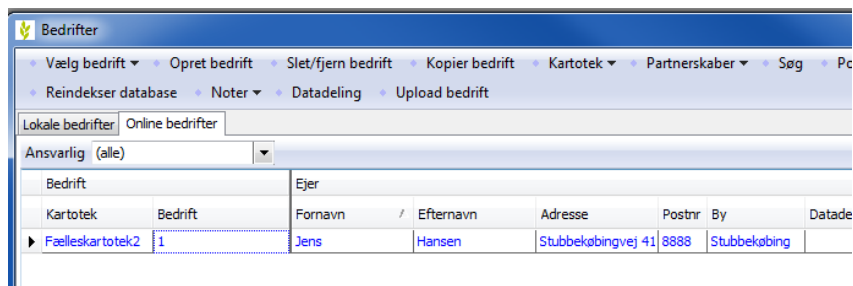 Bedrifter
Vælg bedrift Opret bedrift Slet/fjern bedrift Kopier bedrift Kartotek Partnerskaber Søg
Reindekser database Noter Datadeling Upload bedrift
Lokale bedrifter Online bedrifter
Ansvarlig (alle)
Bedrift Ejer
Kartotek Bedrift Fornavn / Efternavn Adresse Postnr By
Fælleskartotek2 1 Jens Hansen Stubbekøbingvej 41 8888 Stubbekøbing